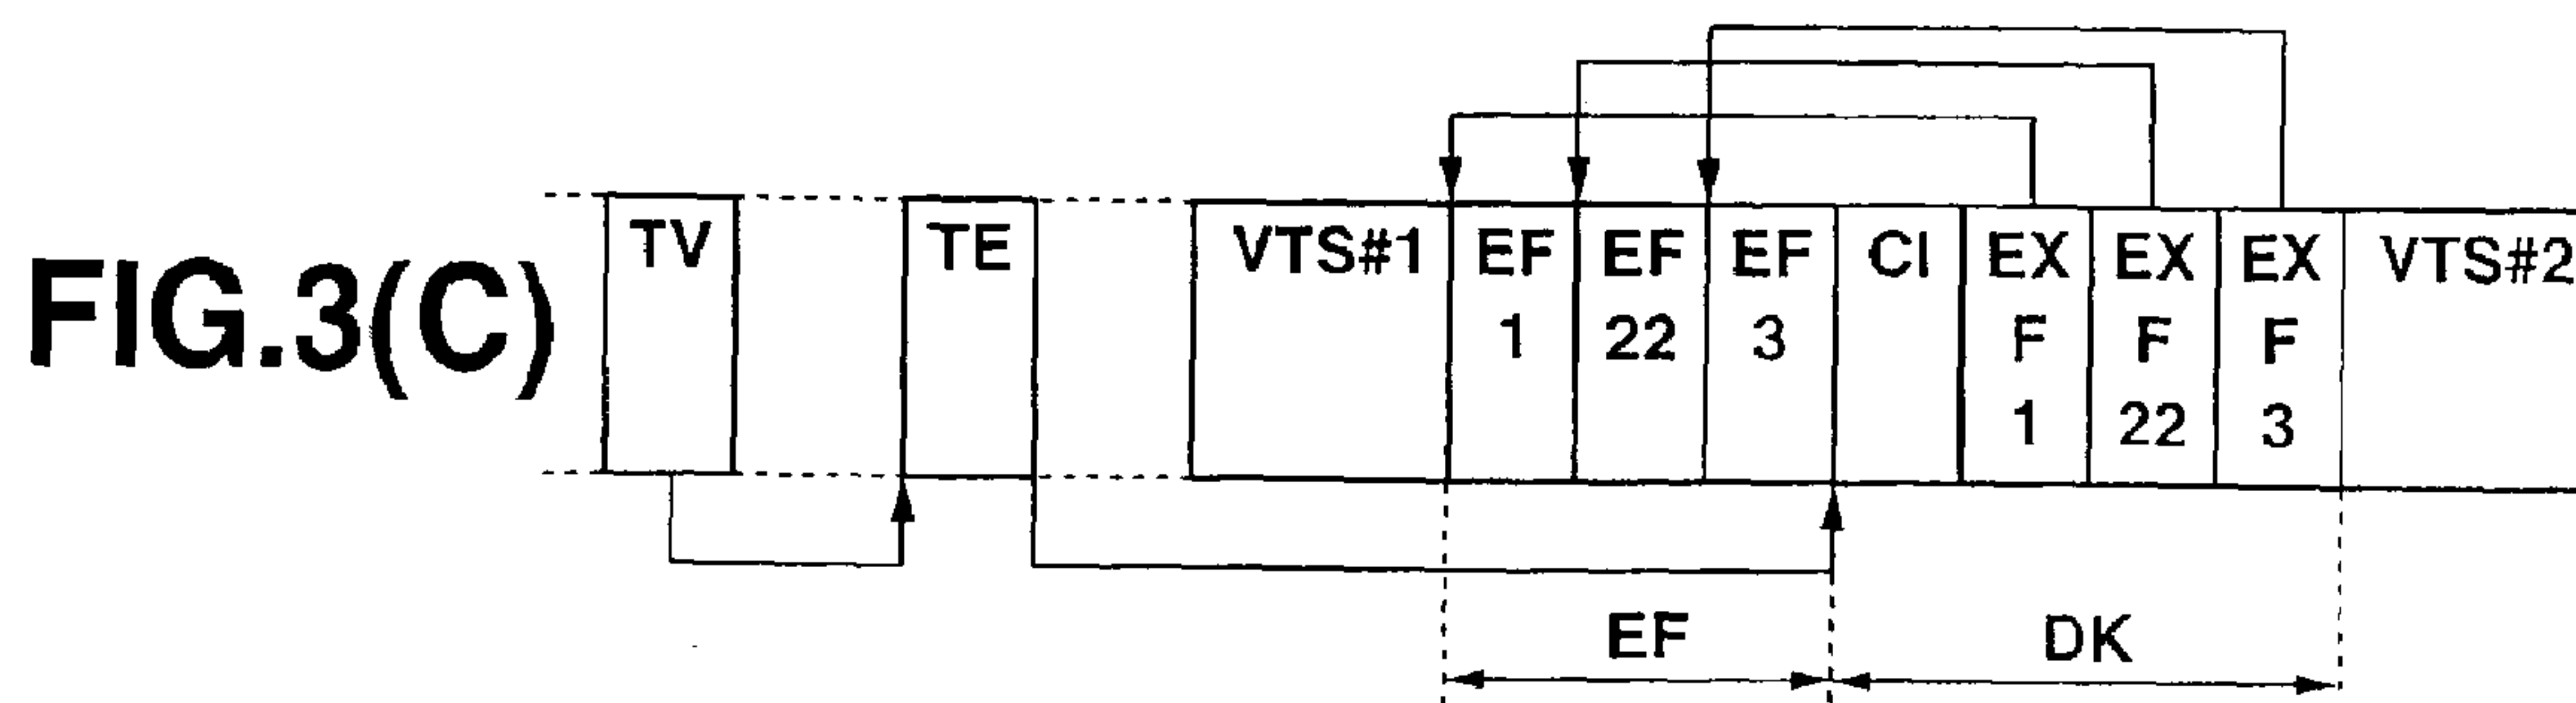 FIG.3(C)
TV
TE
VTS#1
EF
1
EF
22
EF
3
CI
EX
F
1
EX
F
22
EX
F
3
VTS#2
EF
DK